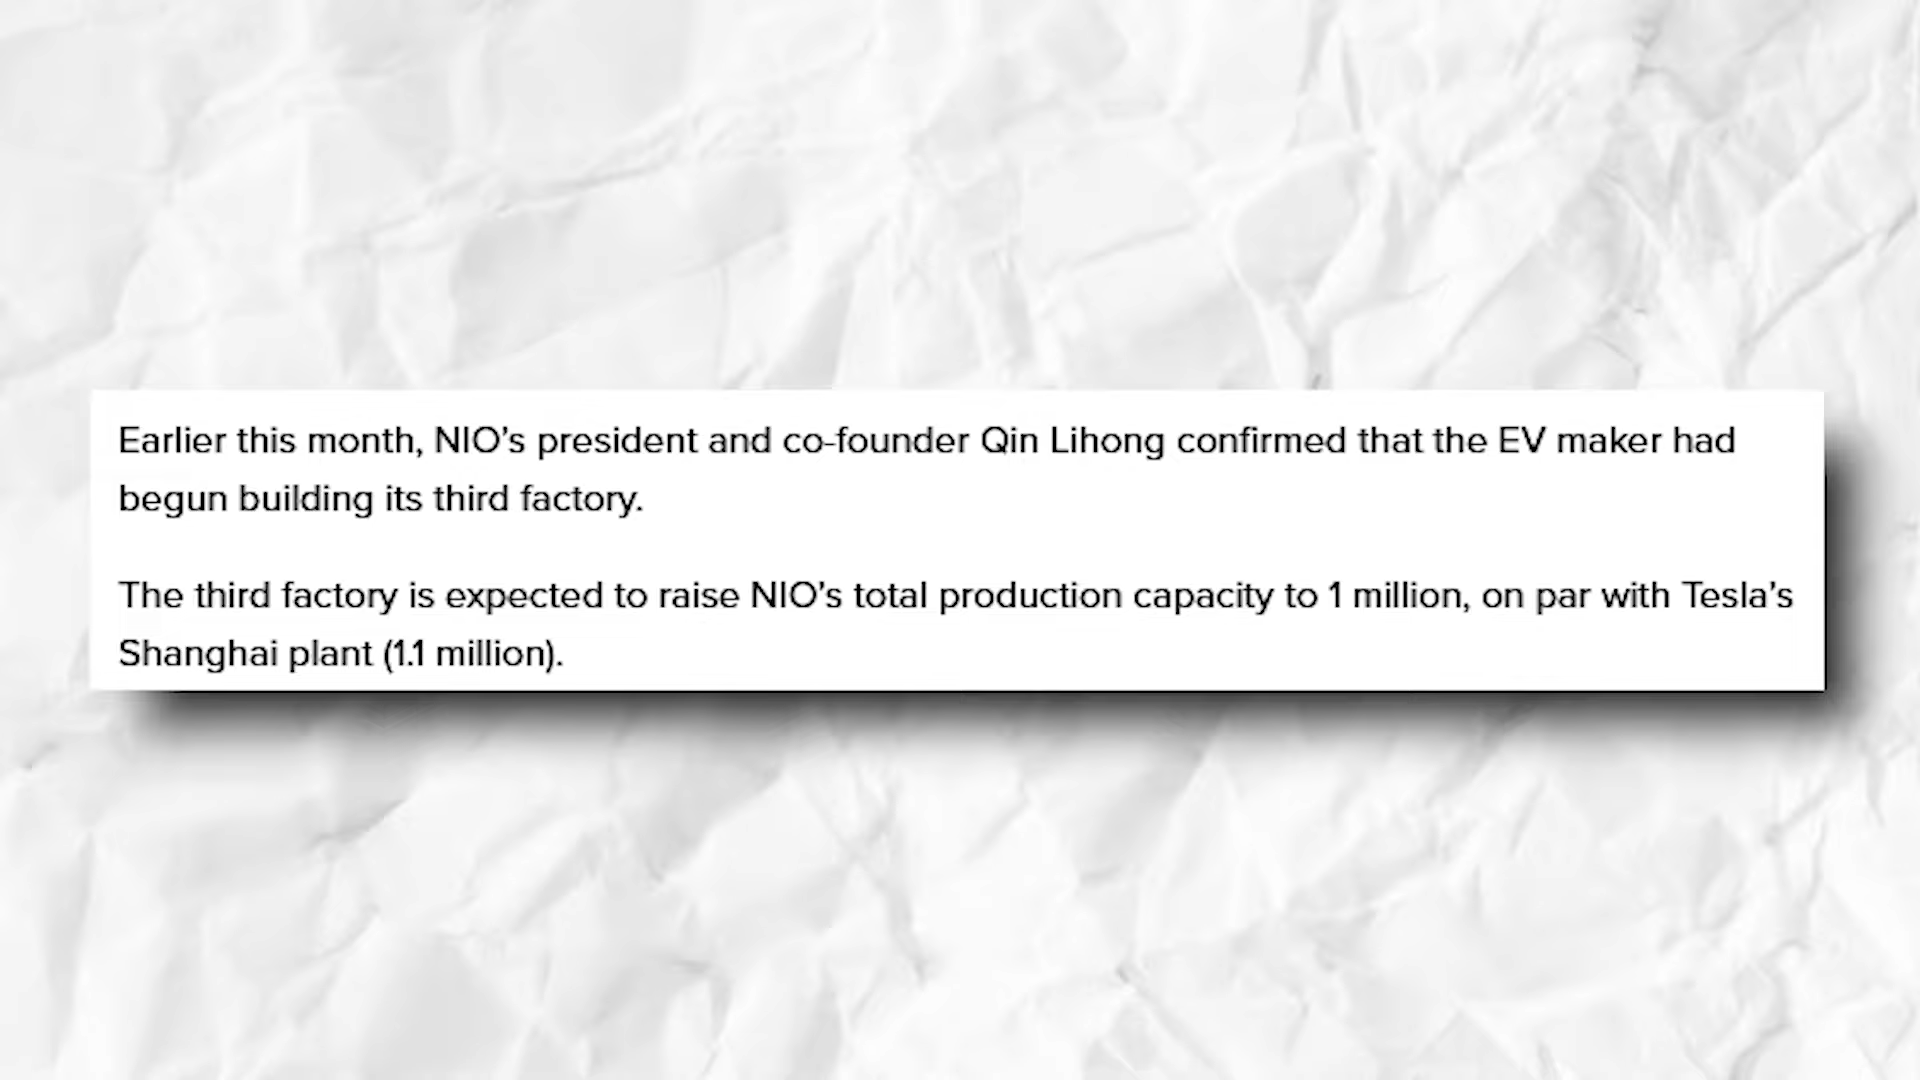 Earlier this month, NIO's president and co-founder Qin Lihong confirmed that the EV maker had
begun building its third factory.
The third factory is expected to raise NIO's total production capacity to 1 million, on par with Tesla's
Shanghai plant (1.1 million).